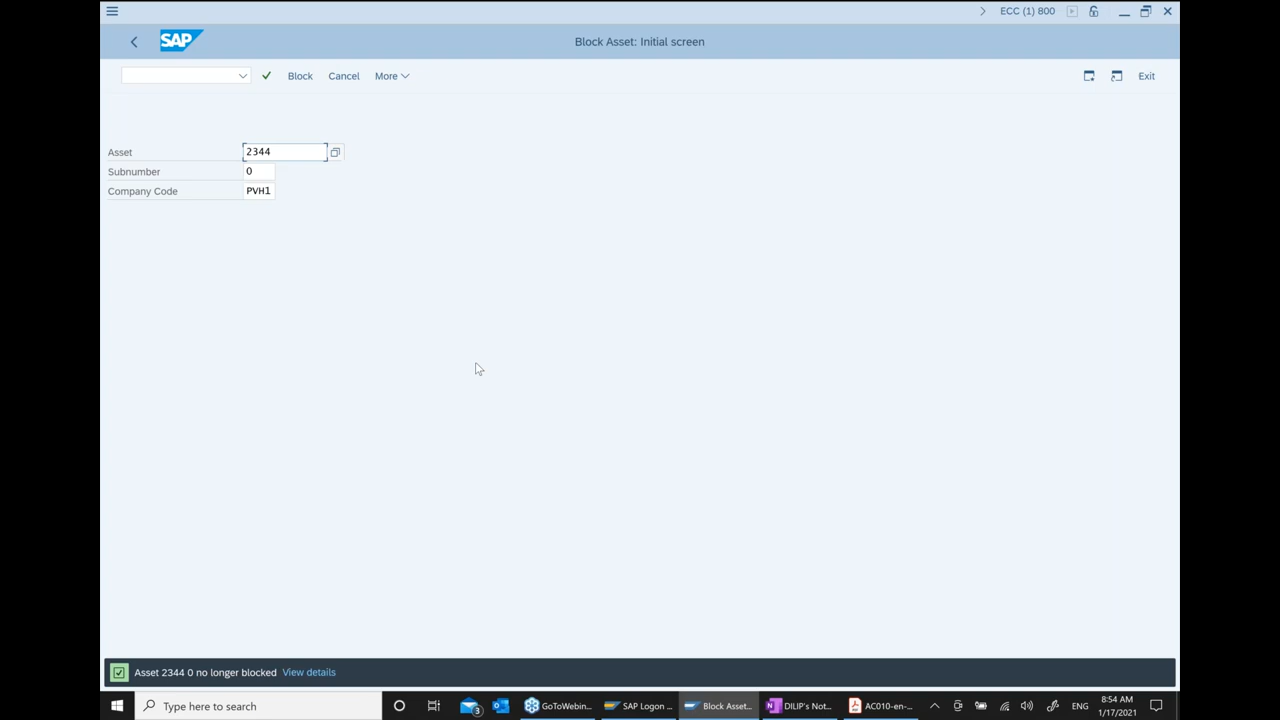 ECC (1) 800
SAP
Block Asset: Initial screen
Block Cancel More Exit
Asset 2344
Subnumber 0
Company Code PVH1
Asset 2344 0 no longer blocked View details
Type here to search
3
GoToWebin...
SAP Logon ...
Block Asset...
DILIP's Not...
AC010-en-...
ENG
8:54 AM
1/17/2021